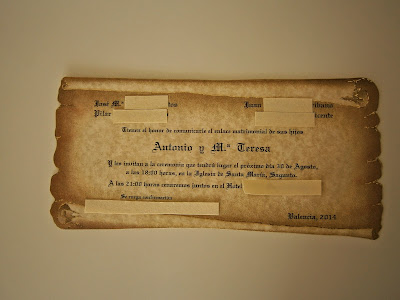 José M.ª
Juan
Pilar
Tienen el honor de comunicarle el enlace matrimonial de sus hijos
Antonio y M.ª Teresa
Y les invitan a la ceremonia que tendrá lugar el próximo día 30 de Agosto,
a las 18:00 horas, en la Iglesia de Santa María, Sagunto.
A las 21:00 horas cenaremos juntos en el Hotel
Se ruega confirmación
Valencia, 2014